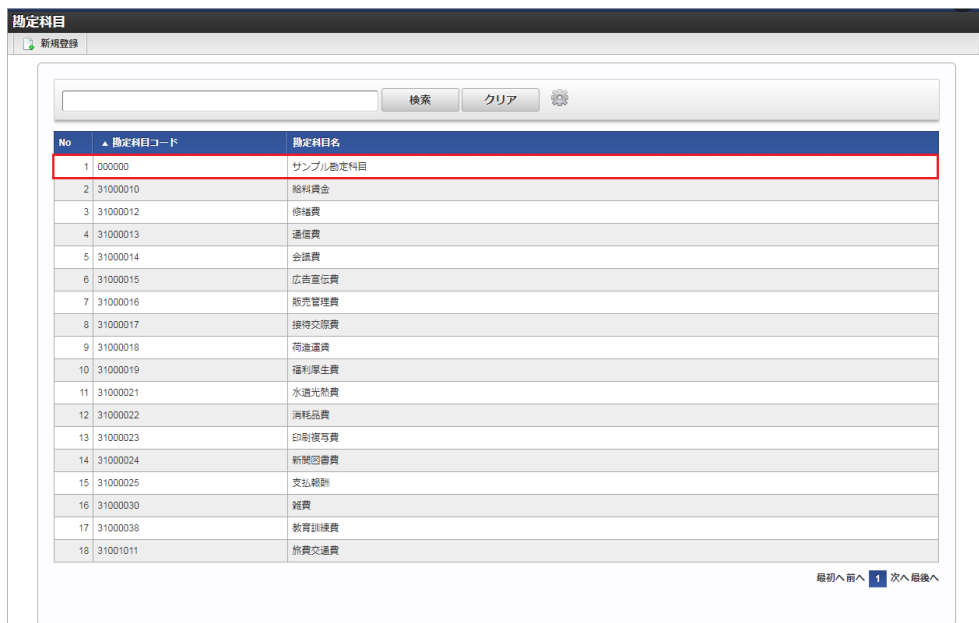 勘定科目
新規登録
検索 クリア
No ▲ 勘定科目コード 勘定科目名
1 000000 サンプル勘定科目
2 31000010 給料賃金
3 31000012 修繕費
4 31000013 通信費
5 31000014 会議費
6 31000015 広告宣伝費
7 31000016 販売管理費
8 31000017 接待交際費
9 31000018 荷造運賃
10 31000019 福利厚生費
11 31000021 水道光熱費
12 31000022 消耗品費
13 31000023 印刷複写費
14 31000024 新聞図書費
15 31000025 支払報酬
16 31000030 雑費
17 31000038 教育訓練費
18 31001011 旅費交通費
最初へ 前へ 1 次へ 最後へ